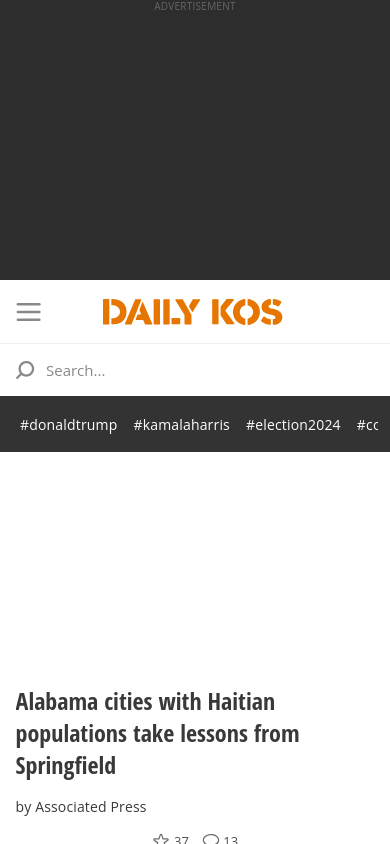 ADVERTISEMENT
DAILY KOS
Search...
#donaldtrump #kamalaharris #election2024
Alabama cities with Haitian
populations take lessons from
Springfield
by Associated Press
37 13